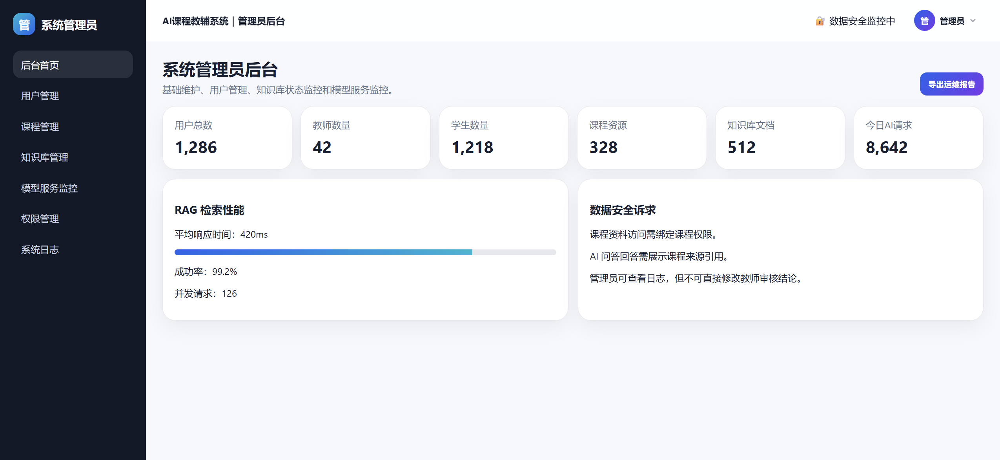 管 系统管理员
后台首页
用户管理
课程管理
知识库管理
模型服务监控
权限管理
系统日志
AI课程教辅系统｜管理员后台
数据安全监控中
管 管理员
系统管理员后台
基础维护、用户管理、知识库状态监控和模型服务监控。
导出运维报告
用户总数
1,286
教师数量
42
学生数量
1,218
课程资源
328
知识库文档
512
今日AI请求
8,642
RAG 检索性能
平均响应时间：420ms
成功率：99.2%
并发请求：126
数据安全诉求
课程资料访问需绑定课程权限。
AI 问答回答需展示课程来源引用。
管理员可查看日志，但不可直接修改教师审核结论。